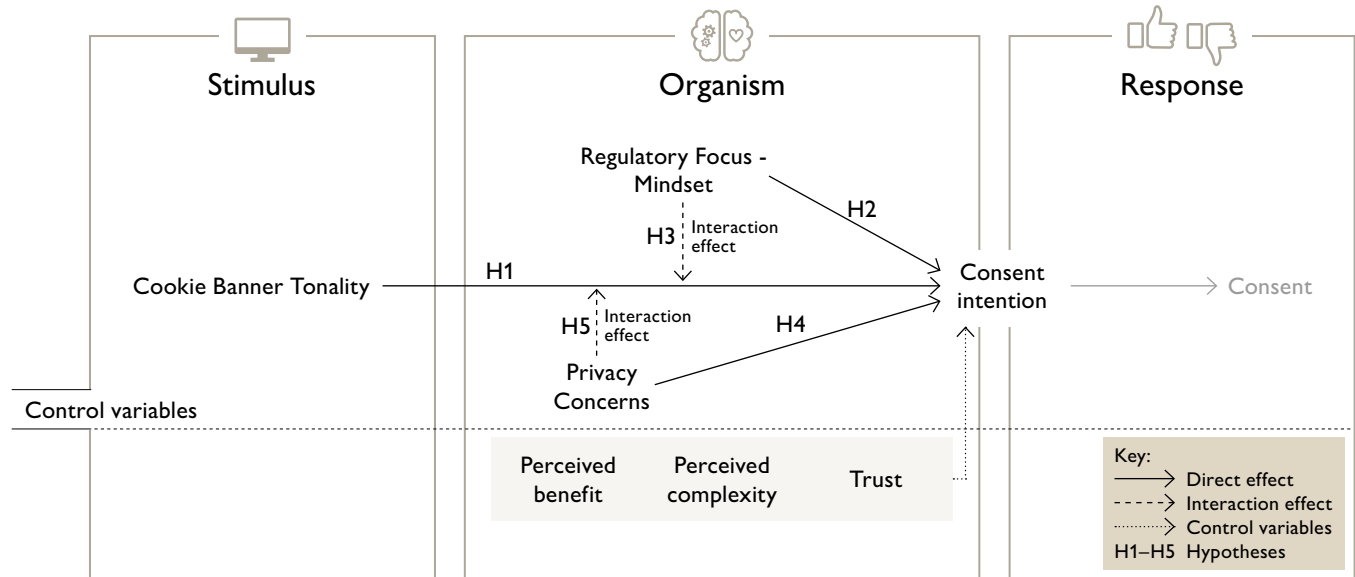 Stimulus
Organism
Response
Regulatory Focus -
Mindset
H2
H3
Interaction
effect
H1
Cookie Banner Tonality
Consent
intention
Consent
H5
Interaction
effect
H4
Privacy
Concerns
Control variables
Perceived
benefit
Perceived
complexity
Trust
Key:
Direct effect
Interaction effect
Control variables
H1–H5 Hypotheses